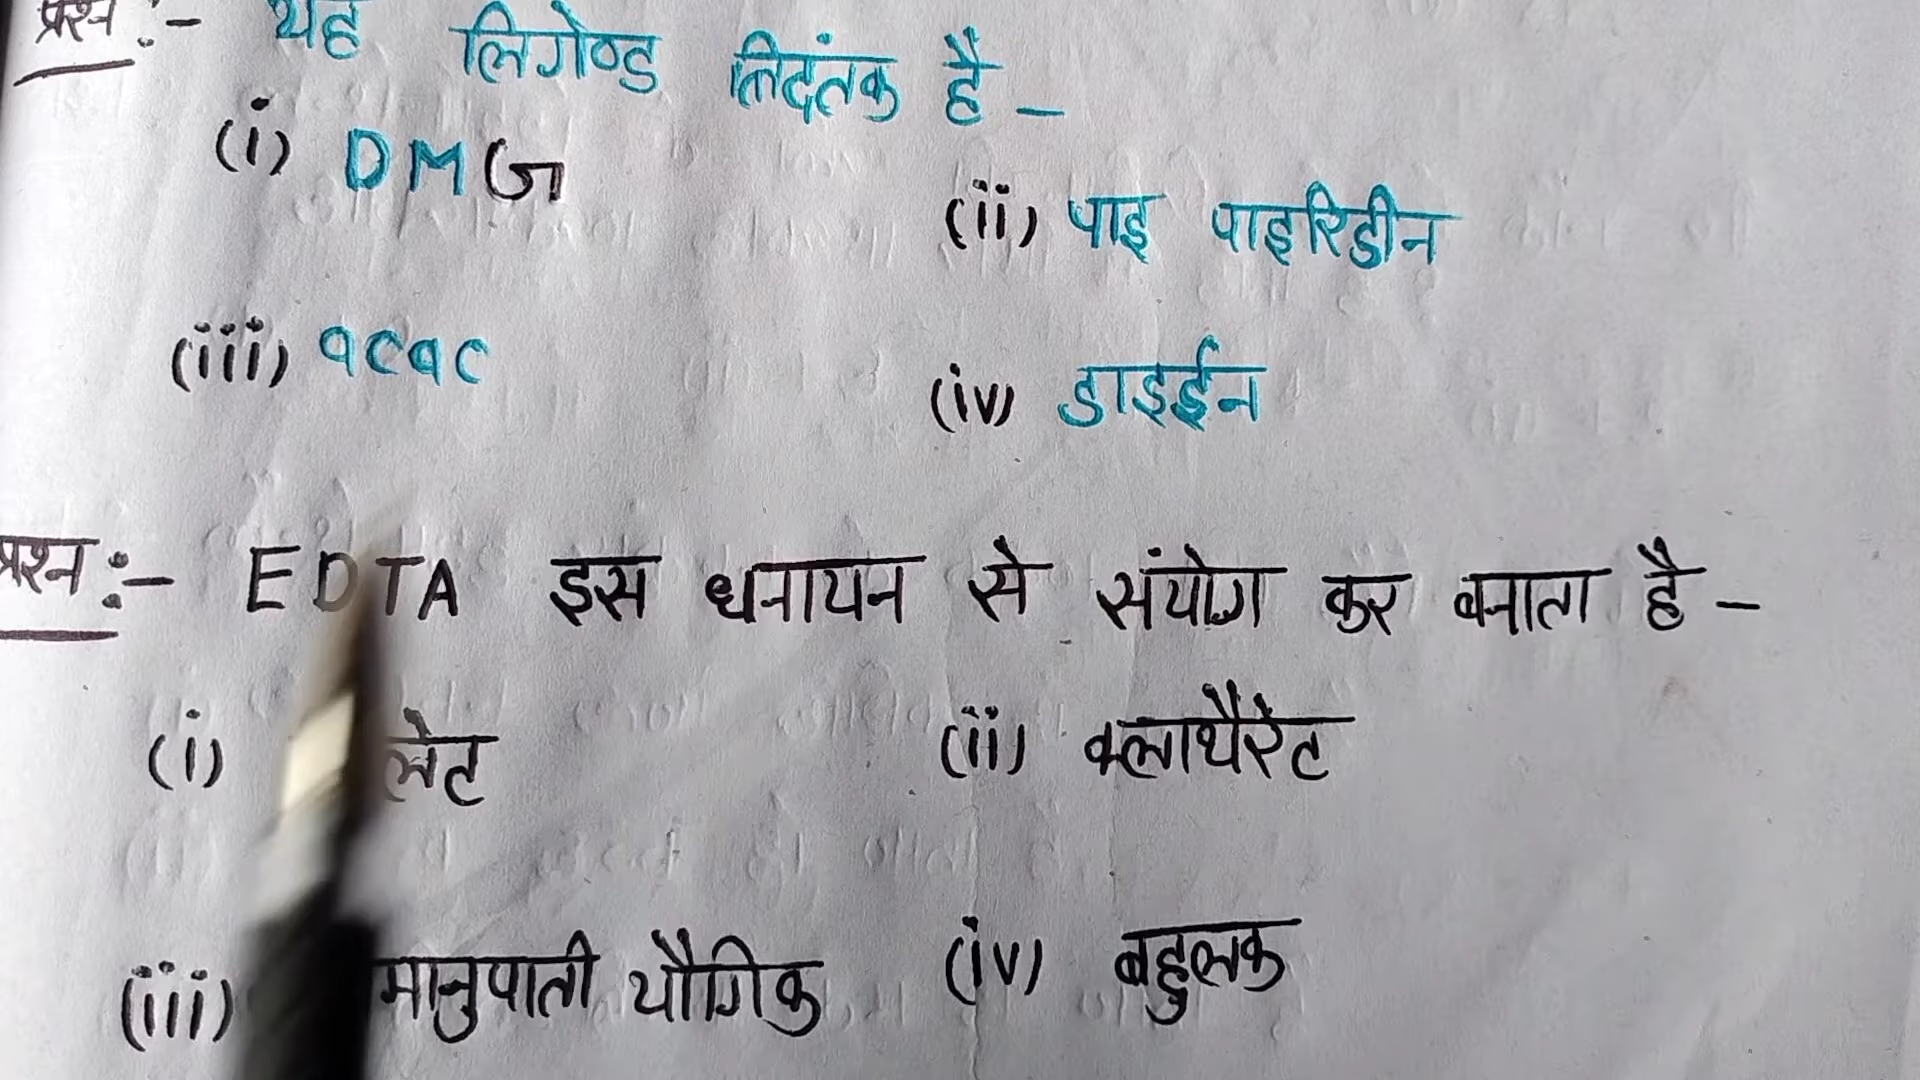 प्रश्न :- यह लिगेण्ड त्रिदंतक है -
(i) DMG
(ii) पाइ पाइरिडीन
(iii) acac
(iv) डाइईन
प्रश्न :- EDTA इस धनायन से संयोग कर बनाता है -
(i) लेट
(ii) क्लाथैरेट
(iii) मानुपाती यौगिक
(iv) बहुलक